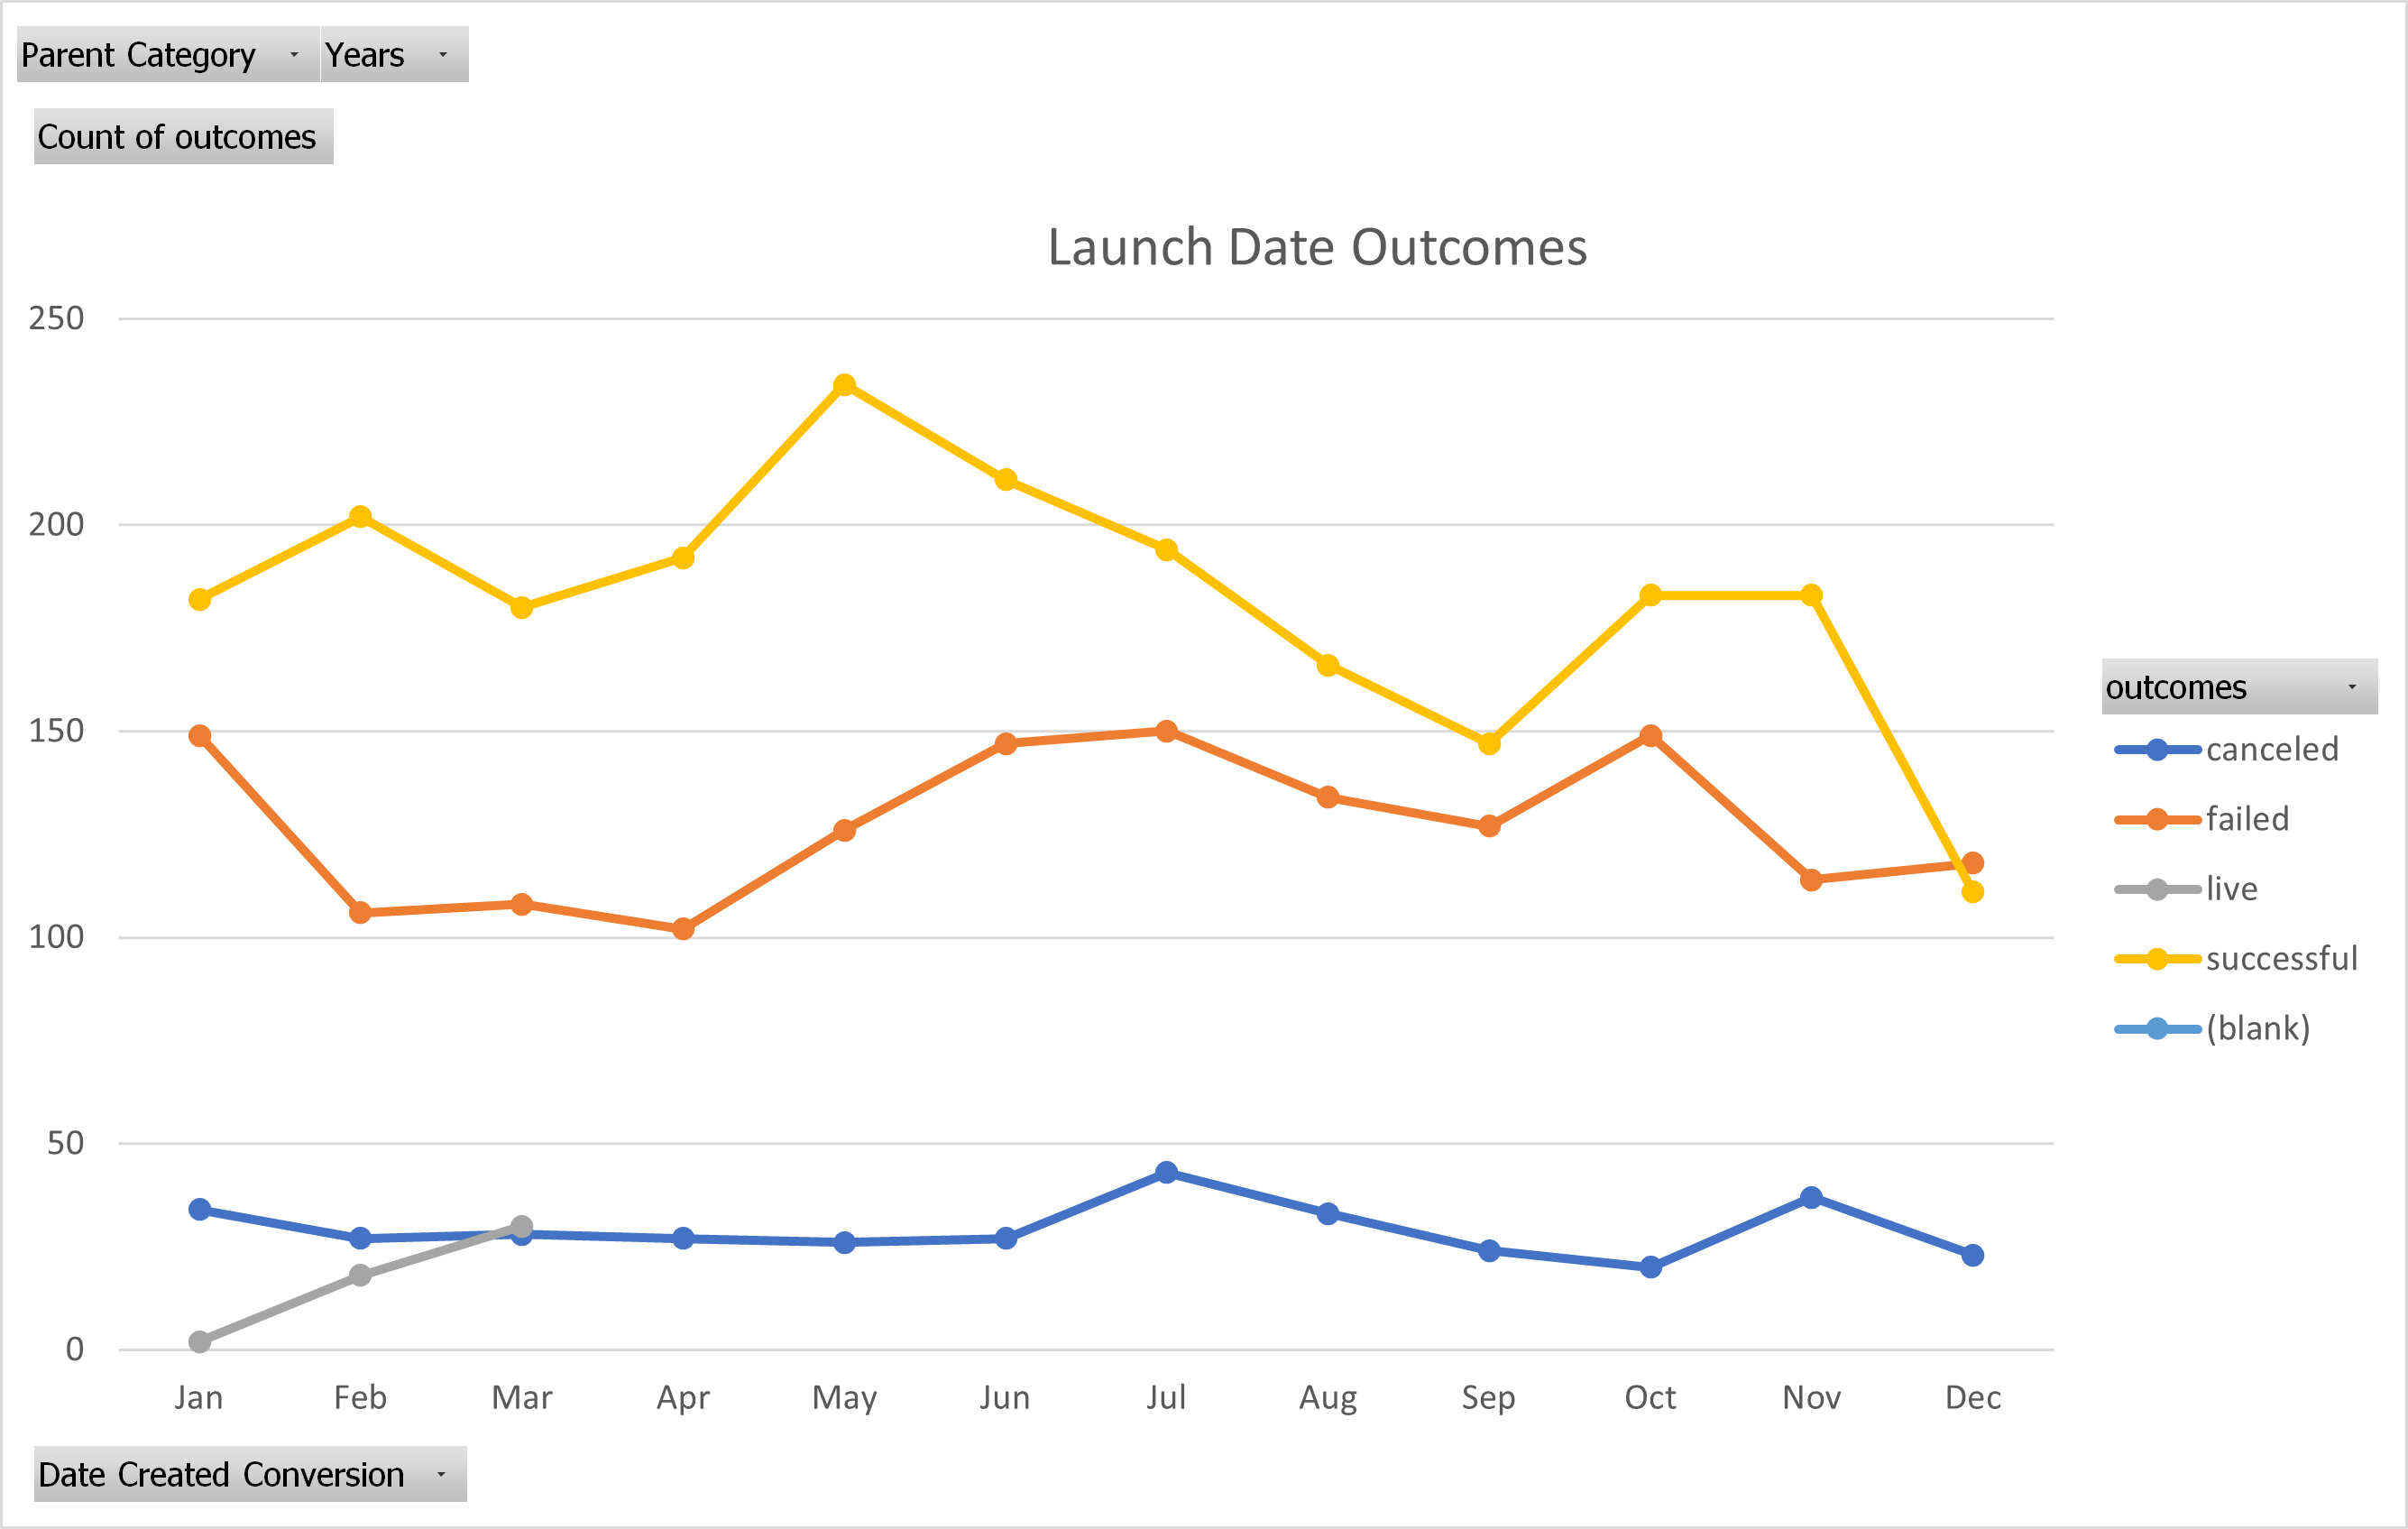 Parent Category Years
Count of outcomes
Launch Date Outcomes
250
200
150
100
50
0
Jan Feb Mar Apr May Jun Jul Aug Sep Oct Nov Dec
outcomes
canceled
failed
live
successful
(blank)
Date Created Conversion